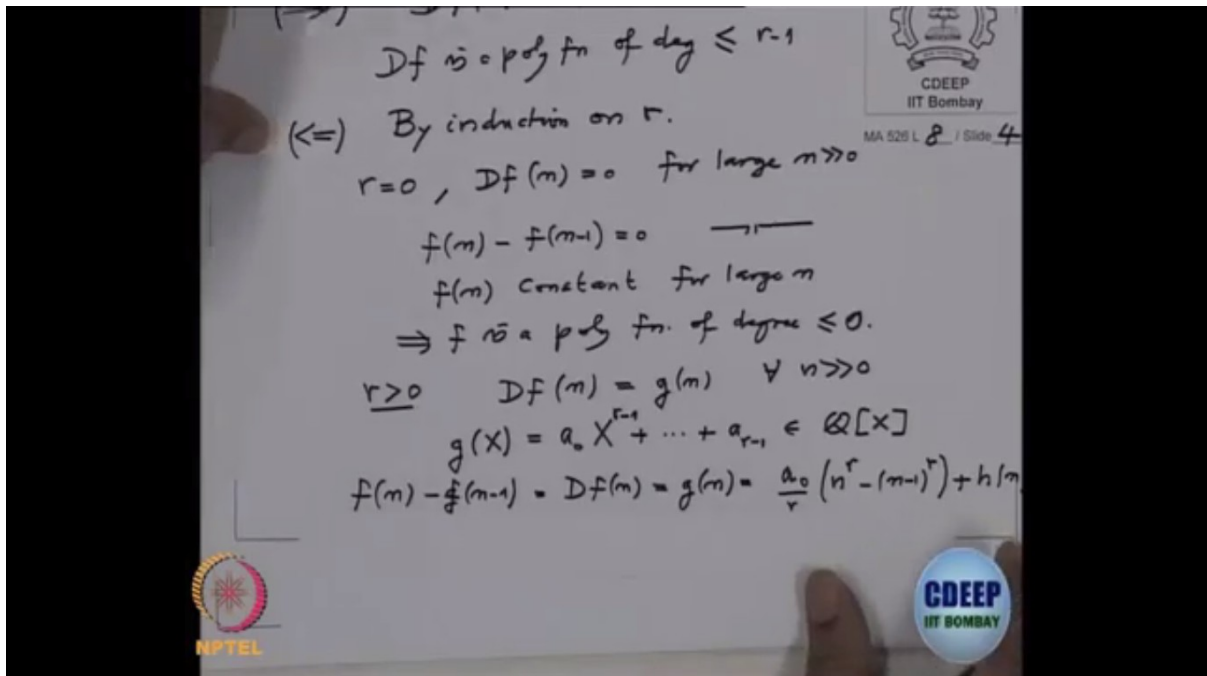 (⟹) Df
Df is a poly fn of deg ≤ r-1
CDEEP
IIT Bombay
(<=) By induction on r.
MA 526 L 8 / Slide 4
r=0 , Df(n) = 0 for large n>>0
f(n) - f(n-1) = 0 —〃—
f(n) constant for large n
⟹ f is a poly fn. of degree ≤ 0.
r>0 Df(n) = g(n) ∀ n>>0
g(X) = a₀ X^{r-1} + ... + a_{r-1} ∈ Q[X]
f(n) - f(n-1) = Df(n) = g(n) = a₀/r (n^r - (n-1)^r) + h(n
NPTEL
CDEEP
IIT BOMBAY